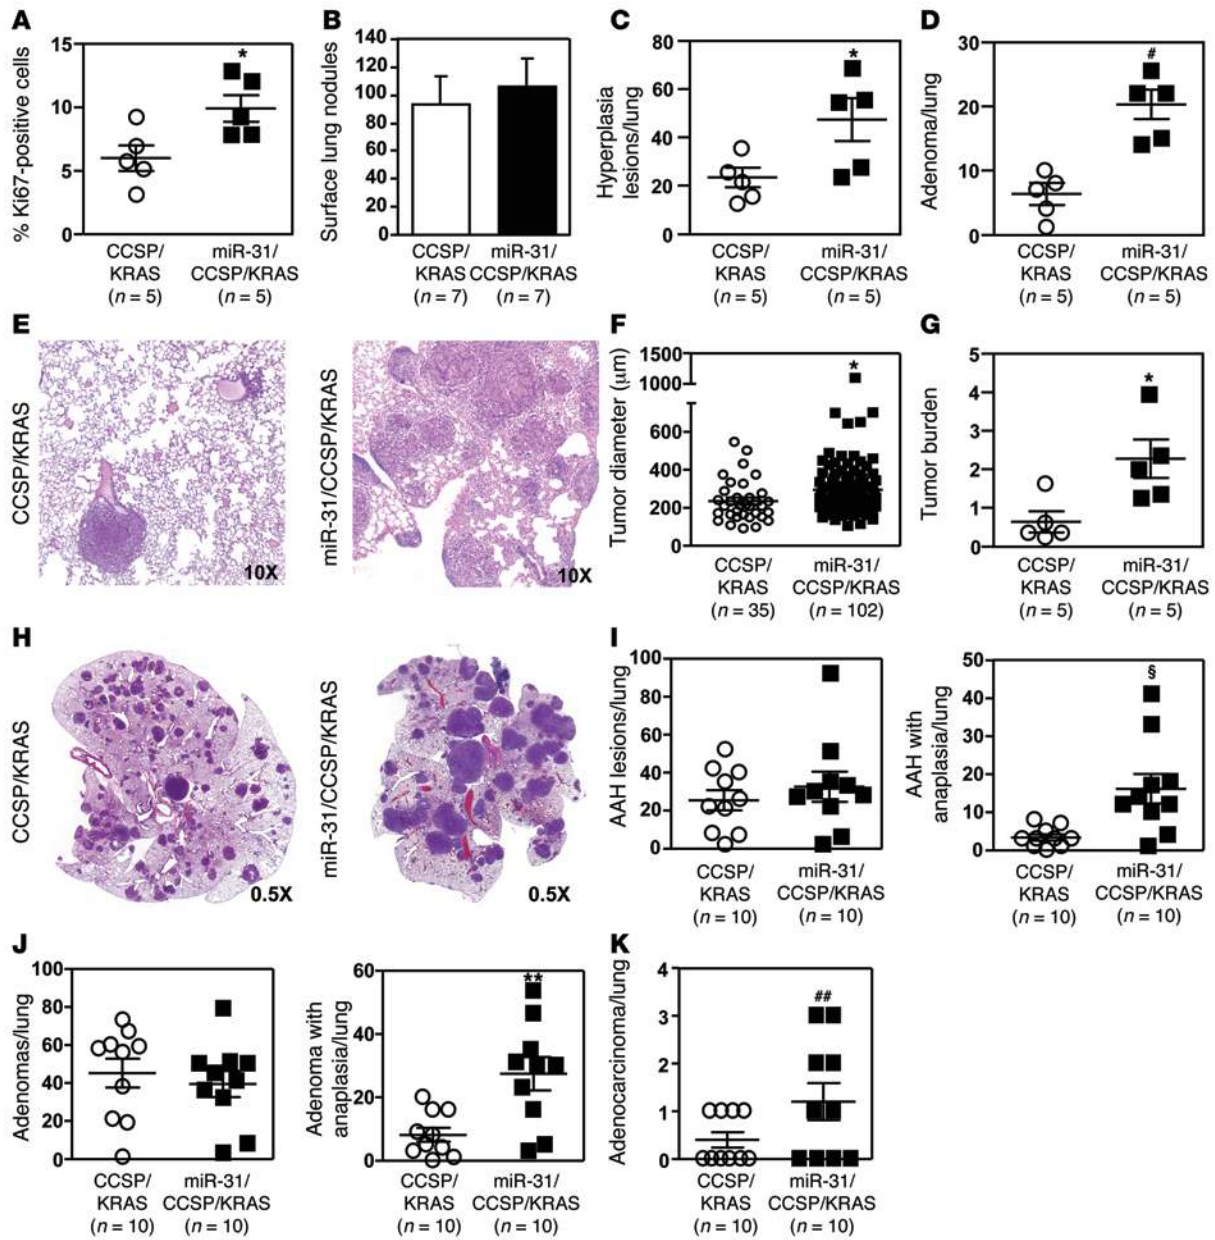 A
% Ki67-positive cells
15
10
5
0
*
CCSP/
KRAS
(n = 5)
miR-31/
CCSP/KRAS
(n = 5)
B
Surface lung nodules
140
120
100
80
60
40
20
0
CCSP/
KRAS
(n = 7)
miR-31/
CCSP/KRAS
(n = 7)
C
Hyperplasia
lesions/lung
80
60
40
20
0
*
CCSP/
KRAS
(n = 5)
miR-31/
CCSP/KRAS
(n = 5)
D
Adenoma/lung
30
20
10
0
#
CCSP/
KRAS
(n = 5)
miR-31/
CCSP/KRAS
(n = 5)
E
CCSP/KRAS
10X
miR-31/CCSP/KRAS
10X
F
Tumor diameter (µm)
1500
1000
600
400
200
0
*
CCSP/
KRAS
(n = 35)
miR-31/
CCSP/KRAS
(n = 102)
G
Tumor burden
5
4
3
2
1
0
*
CCSP/
KRAS
(n = 5)
miR-31/
CCSP/KRAS
(n = 5)
H
CCSP/KRAS
0.5X
miR-31/CCSP/KRAS
0.5X
I
AAH lesions/lung
100
80
60
40
20
0
CCSP/
KRAS
(n = 10)
miR-31/
CCSP/KRAS
(n = 10)
AAH with
anaplasia/lung
50
40
30
20
10
0
§
CCSP/
KRAS
(n = 10)
miR-31/
CCSP/KRAS
(n = 10)
J
Adenomas/lung
100
80
60
40
20
0
CCSP/
KRAS
(n = 10)
miR-31/
CCSP/KRAS
(n = 10)
Adenoma with
anaplasia/lung
60
40
20
0
**
CCSP/
KRAS
(n = 10)
miR-31/
CCSP/KRAS
(n = 10)
K
Adenocarcinoma/lung
4
3
2
1
0
##
CCSP/
KRAS
(n = 10)
miR-31/
CCSP/KRAS
(n = 10)